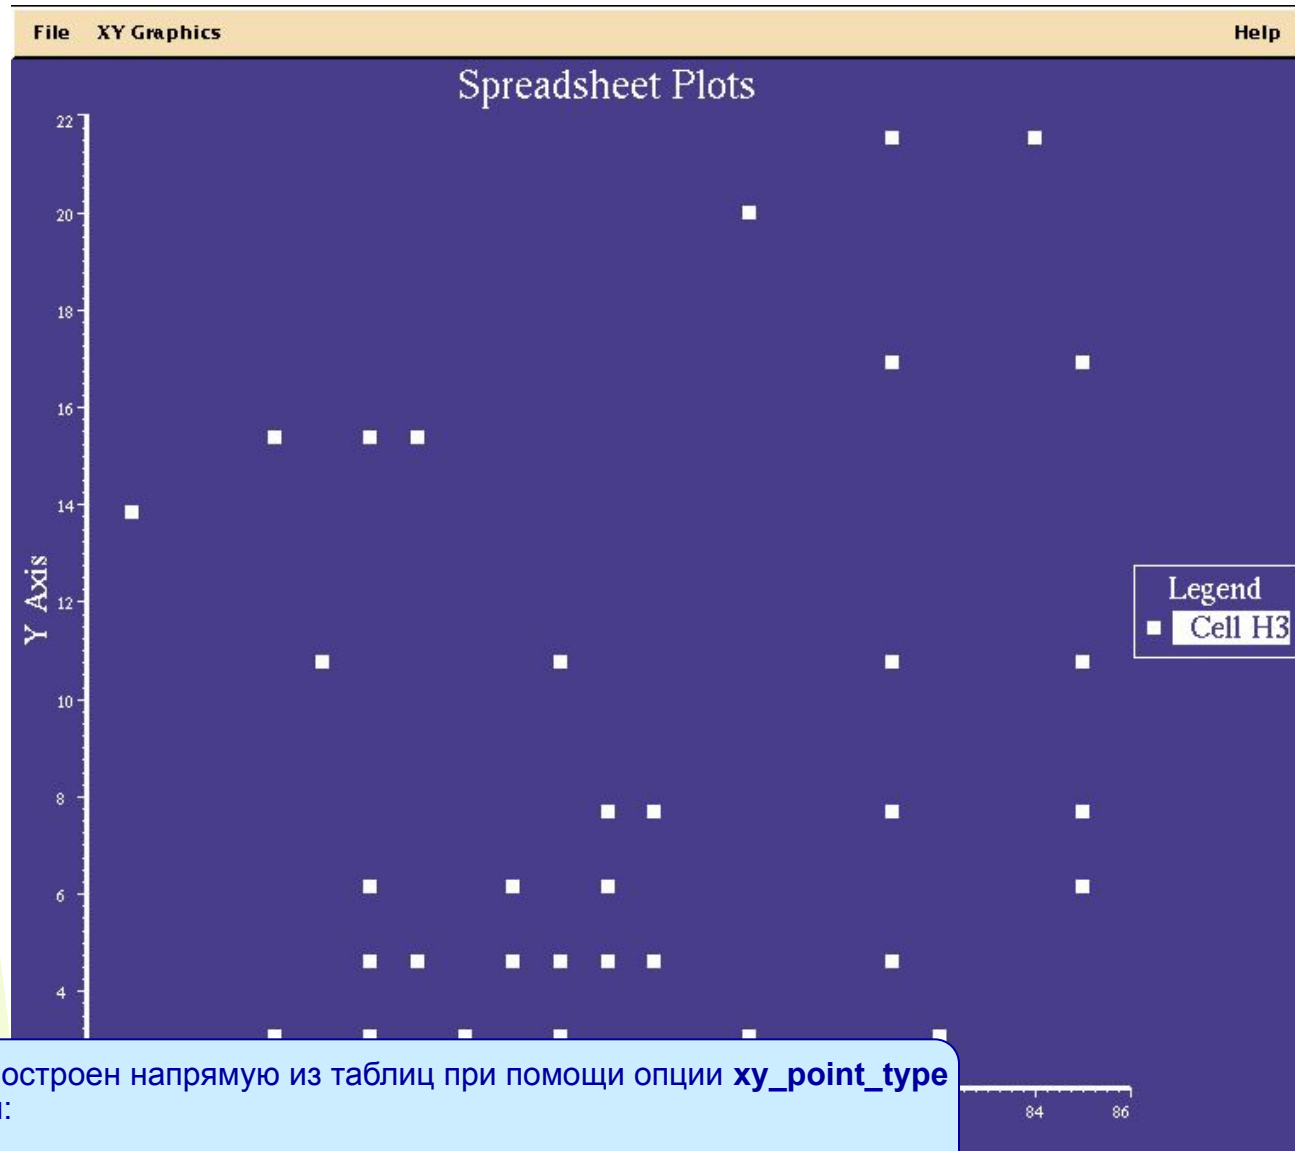 File XY Graphics Help
Spreadsheet Plots
22
20
18
16
14
12
10
8
6
4
Y Axis
Legend
Cell H3
84 86
остроен напрямую из таблиц при помощи опции xy_point_type